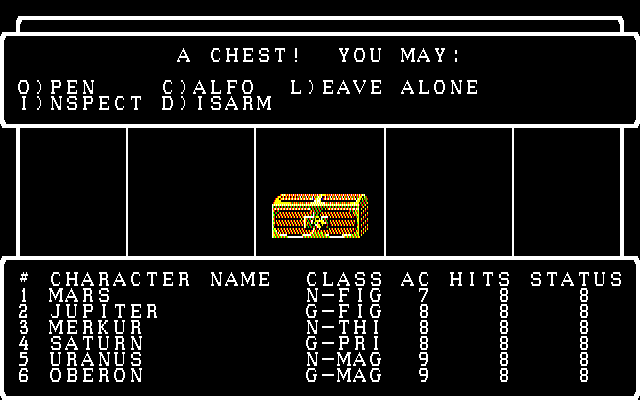 A CHEST! YOU MAY:
O)PEN C)ALFO L)EAVE ALONE
I)NSPECT D)ISARM
# CHARACTER NAME CLASS AC HITS STATUS
1 MARS N-FIG 7 8 8
2 JUPITER G-FIG 8 8 8
3 MERKUR N-THI 8 8 8
4 SATURN G-PRI 8 8 8
5 URANUS N-MAG 9 8 8
6 OBERON G-MAG 9 8 8